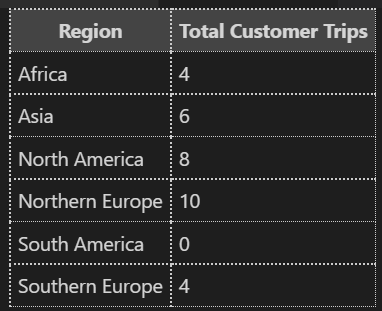 Region Total Customer Trips
Africa 4
Asia 6
North America 8
Northern Europe 10
South America 0
Southern Europe 4